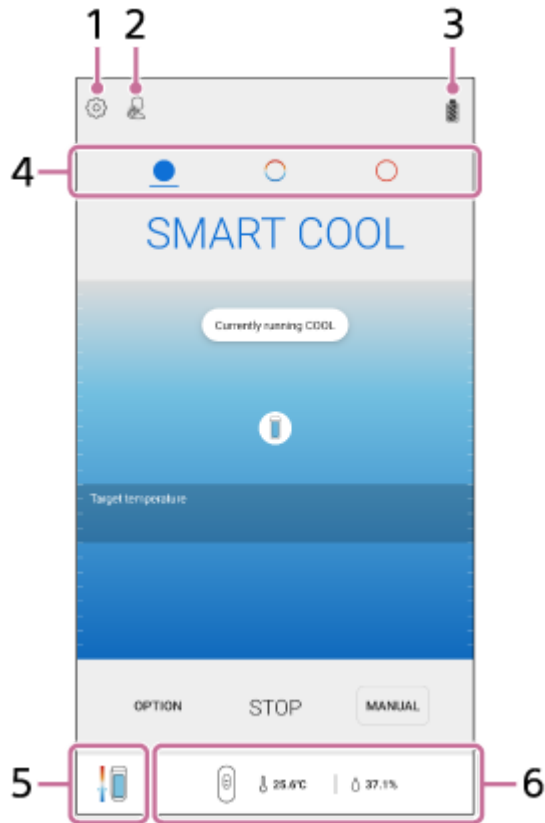 1 2 3
4
SMART COOL
Currently running COOL
Target temperature
OPTION STOP MANUAL
5 25.6°C 37.1% 6